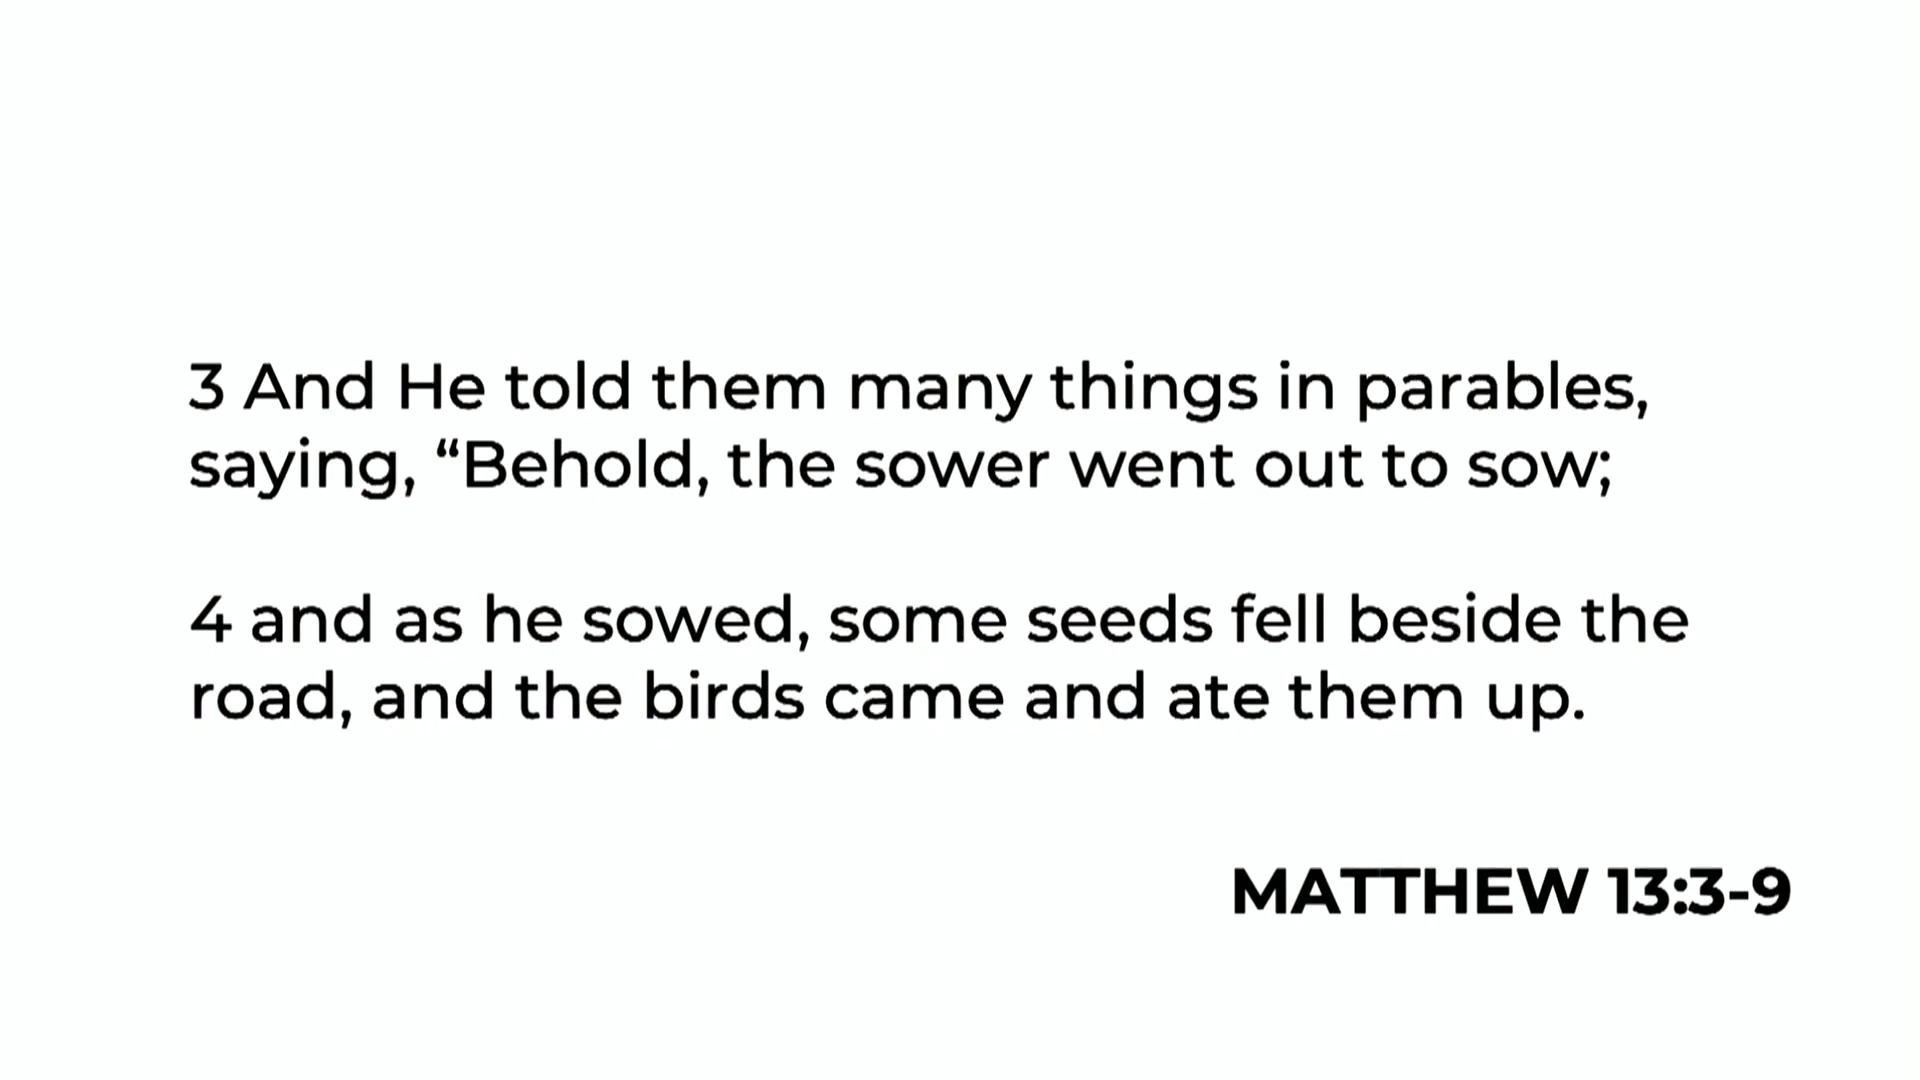 3 And He told them many things in parables,
saying, “Behold, the sower went out to sow;
4 and as he sowed, some seeds fell beside the
road, and the birds came and ate them up.
MATTHEW 13:3-9